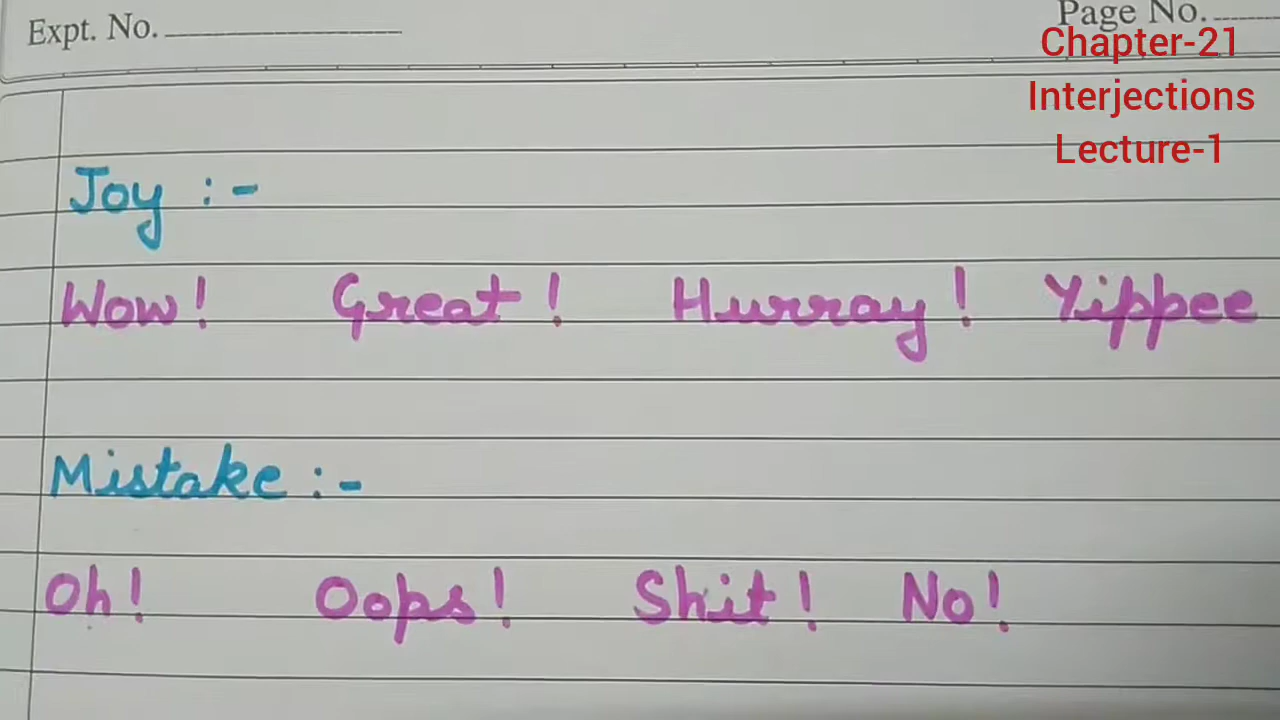 Expt. No.
Page No.
Chapter-21
Interjections
Lecture-1
Joy :-
Wow! Great! Hurray! Yippee
Mistake :-
Oh! Oops! Shit! No!